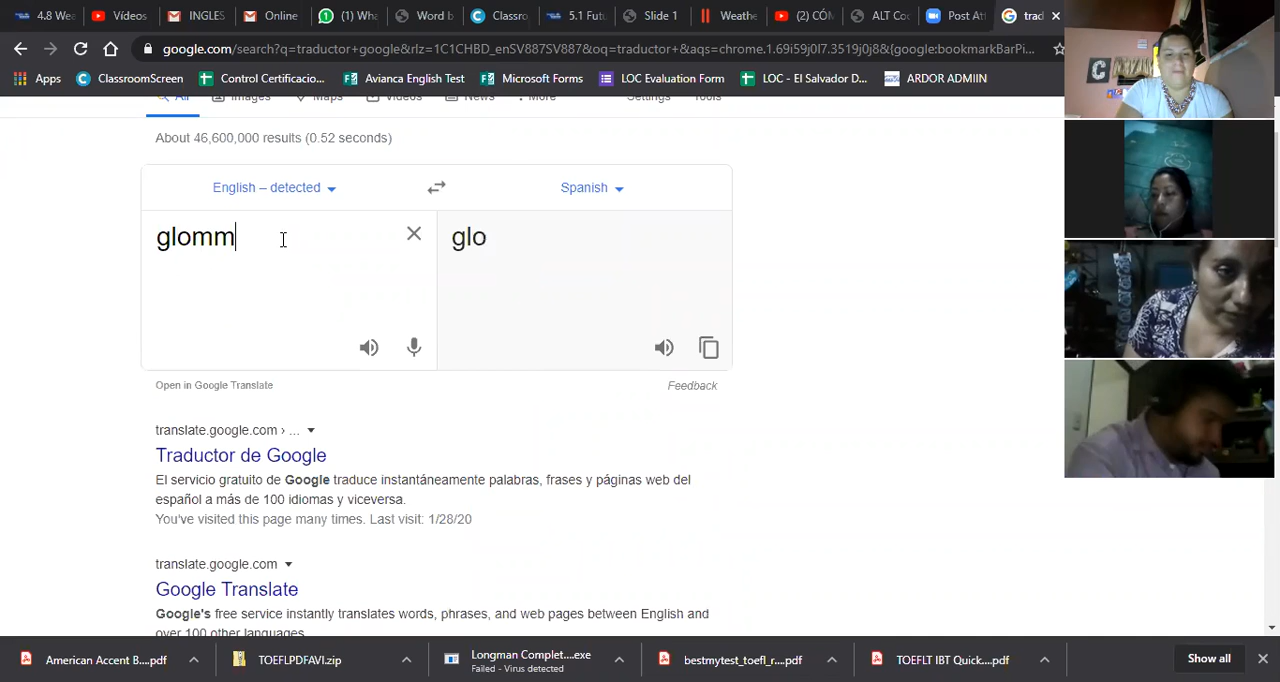 4.8 Wea
Vídeos
INGLES
Online
(1) Wha
Word b
Classro
5.1 Futu
Slide 1
Weathe
(2) CÓN
ALT Coc
Post Att
trad
google.com/search?q=traductor+google&rlz=1C1CHBD_enSV887SV887&oq=traductor+&aqs=chrome.1.69i59j0l7.3519j0j8&{google:bookmarkBarPi...
Apps
ClassroomScreen
Control Certificacio...
Avianca English Test
Microsoft Forms
LOC Evaluation Form
LOC - El Salvador D...
ARDOR ADMIIN
All
Images
Maps
Videos
News
More
Settings
Tools
About 46,600,000 results (0.52 seconds)
English – detected
Spanish
glomm
glo
Open in Google Translate
Feedback
translate.google.com › ...
Traductor de Google
El servicio gratuito de Google traduce instantáneamente palabras, frases y páginas web del
español a más de 100 idiomas y viceversa.
You've visited this page many times. Last visit: 1/28/20
translate.google.com
Google Translate
Google's free service instantly translates words, phrases, and web pages between English and
over 100 other languages.
American Accent B....pdf
TOEFLPDFAVI.zip
Longman Complet....exe
Failed - Virus detected
bestmytest_toefl_r....pdf
TOEFLT IBT Quick....pdf
Show all